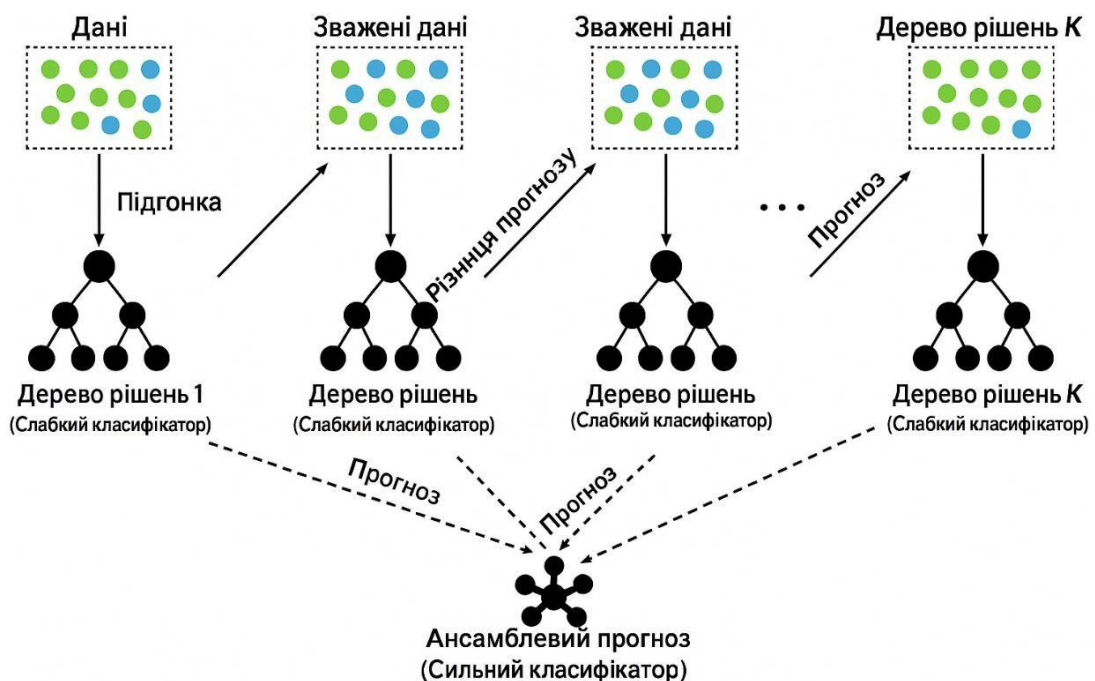 Дані
Зважені дані
Зважені дані
Дерево рішень K
Підгонка
Різннця прогнозу
...
Прогноз
Дерево рішень 1
(Слабкий класифікатор)
Дерево рішень
(Слабкий класифікатор)
Дерево рішень
(Слабкий класифікатор)
Дерево рішень K
(Слабкий класифікатор)
Прогноз
Прогноз
Ансамблевий прогноз
(Сильний класифікатор)